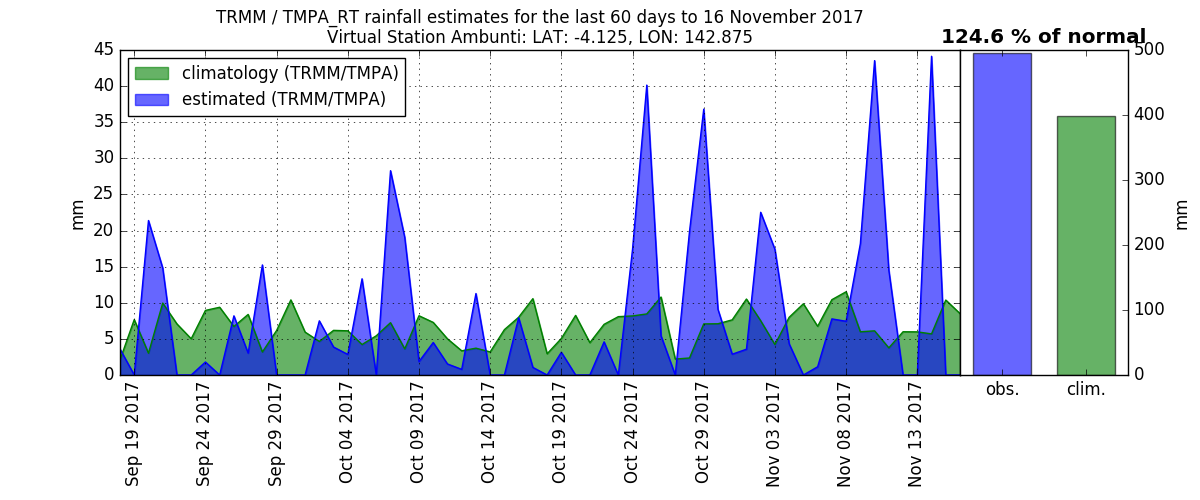 TRMM / TMPA_RT rainfall estimates for the last 60 days to 16 November 2017
Virtual Station Ambunti: LAT: -4.125, LON: 142.875
124.6 % of normal
climatology (TRMM/TMPA)
estimated (TRMM/TMPA)
mm
45
40
35
30
25
20
15
10
5
0
Sep 19 2017
Sep 24 2017
Sep 29 2017
Oct 04 2017
Oct 09 2017
Oct 14 2017
Oct 19 2017
Oct 24 2017
Oct 29 2017
Nov 03 2017
Nov 08 2017
Nov 13 2017
obs.
clim.
500
400
300
200
100
0
mm